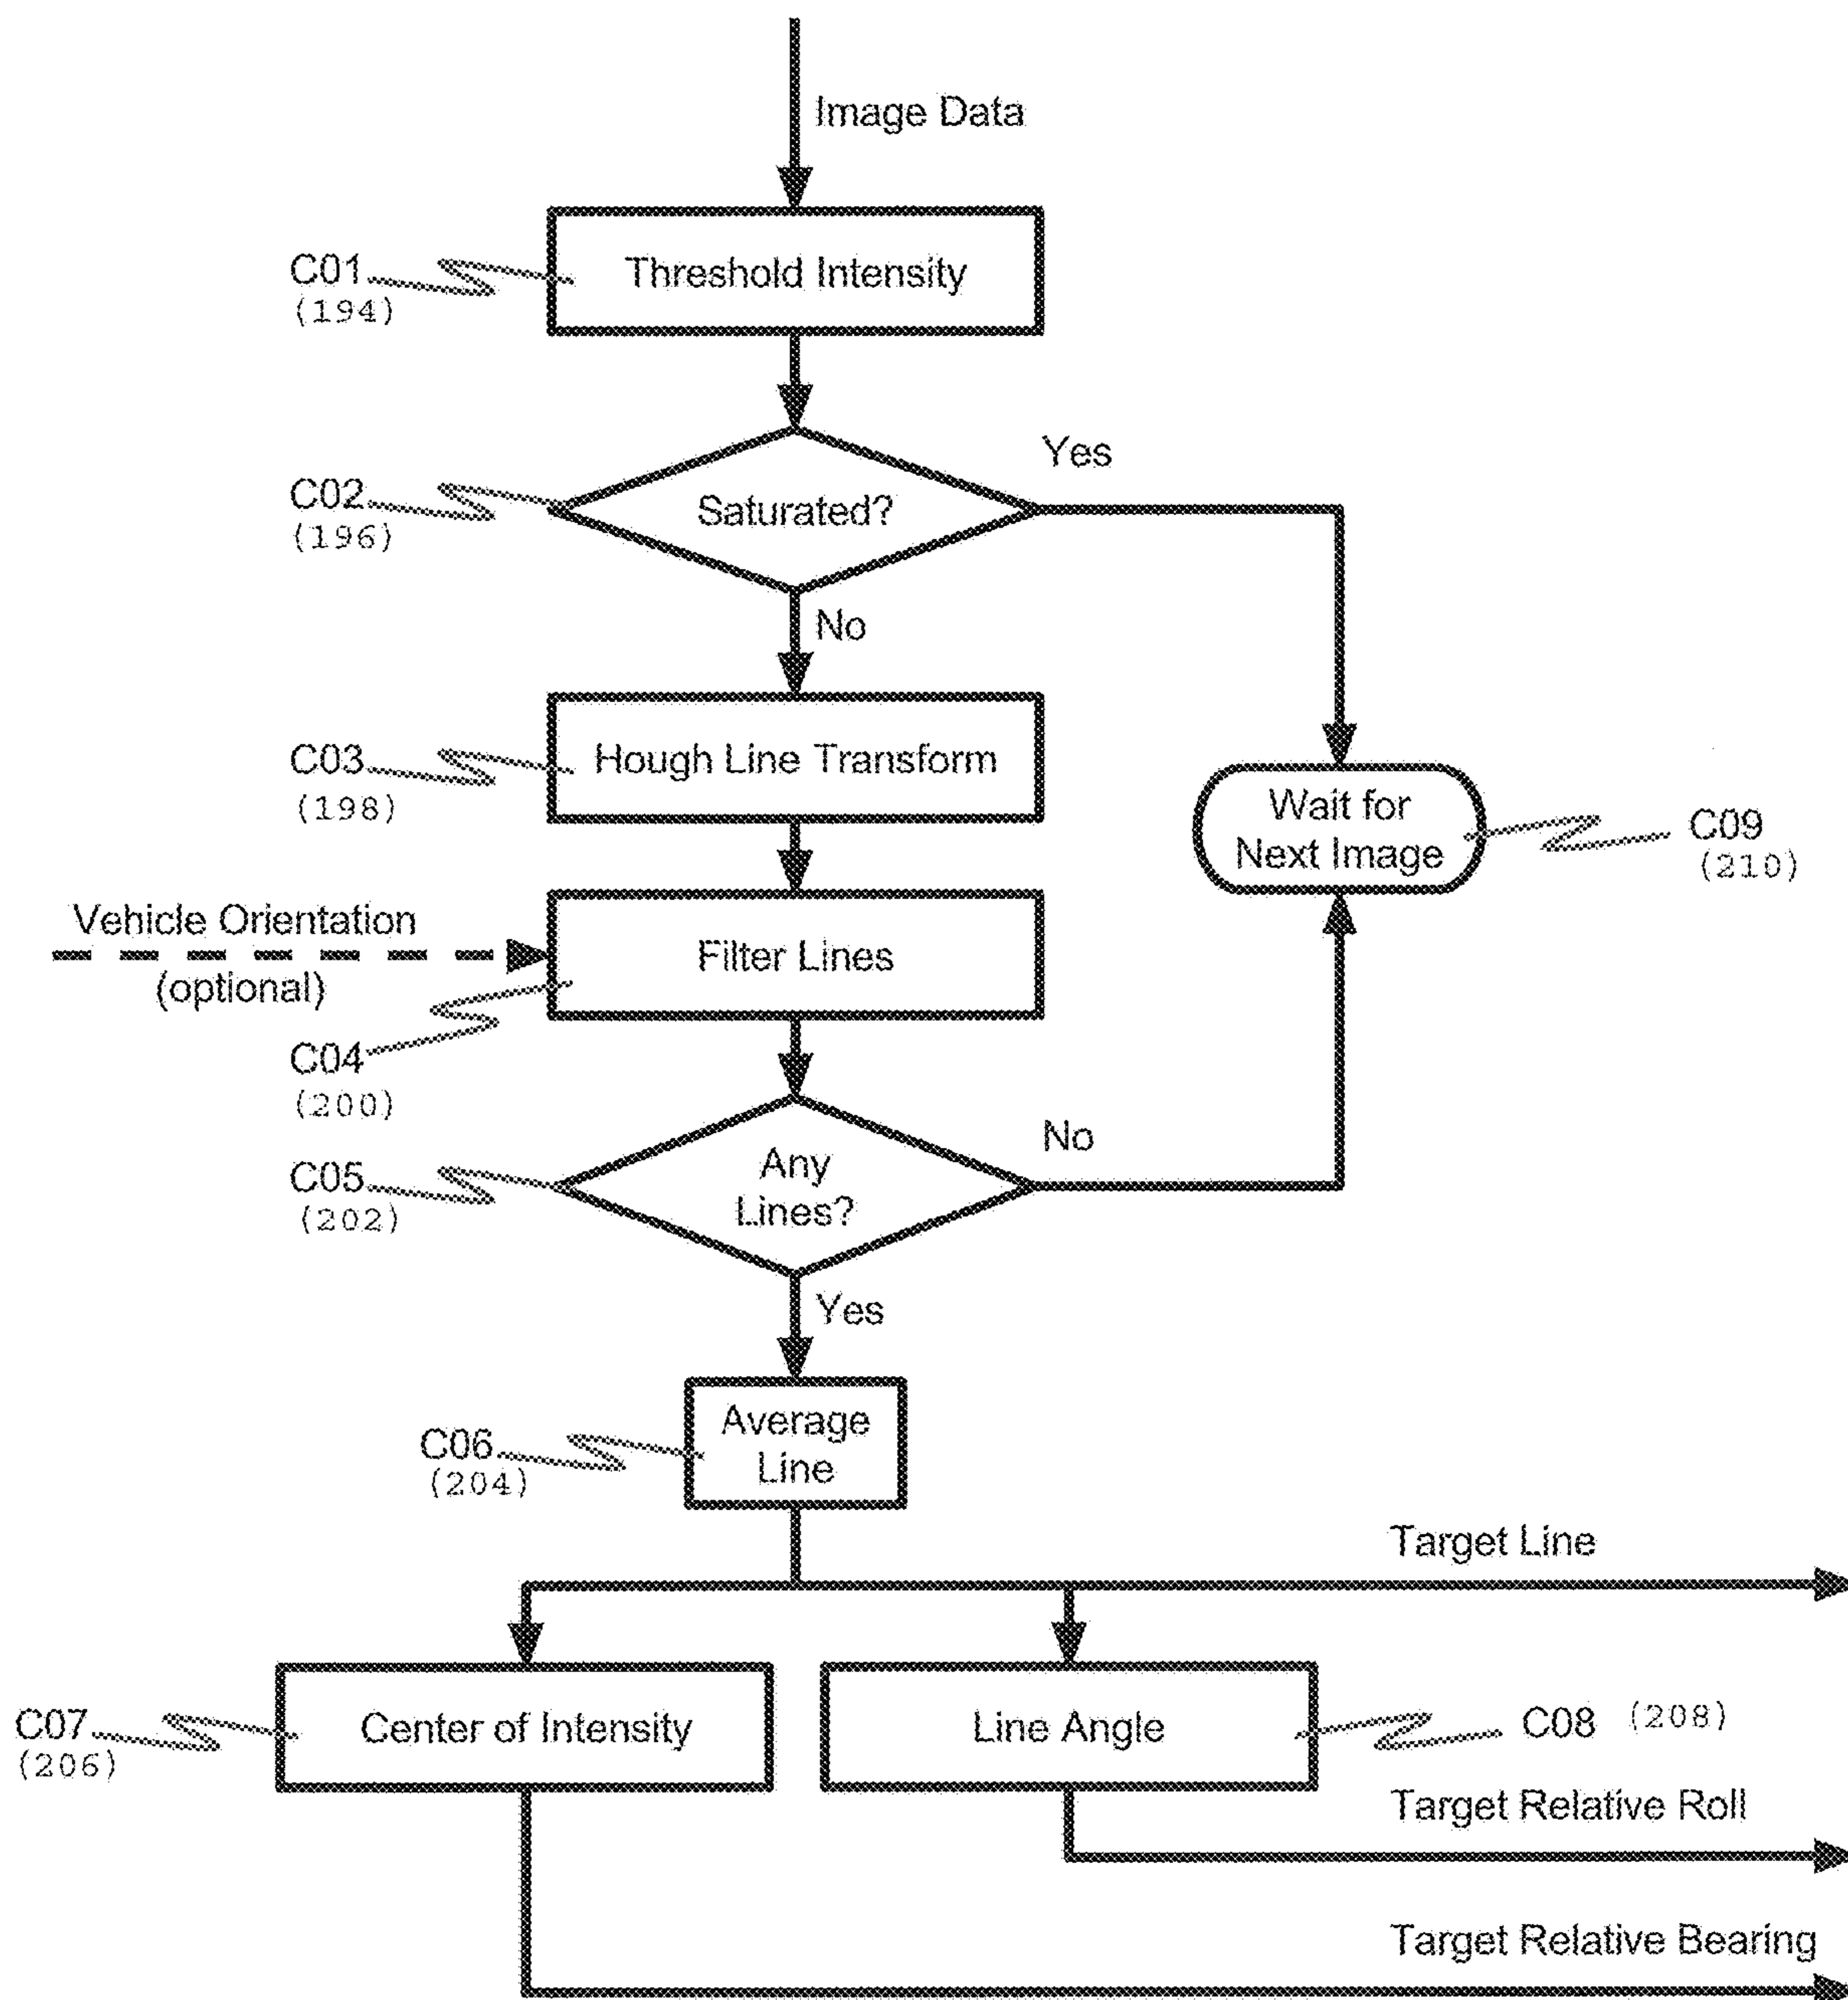 Image Data
C01
(194)
Threshold Intensity
C02
(196)
Saturated?
Yes
No
C03
(198)
Hough Line Transform
Wait for
Next Image
C09
(210)
Vehicle Orientation
(optional)
Filter Lines
C04
(200)
C05
(202)
Any
Lines?
No
Yes
C06
(204)
Average
Line
Target Line
C07
(206)
Center of Intensity
Line Angle
C08 (208)
Target Relative Roll
Target Relative Bearing